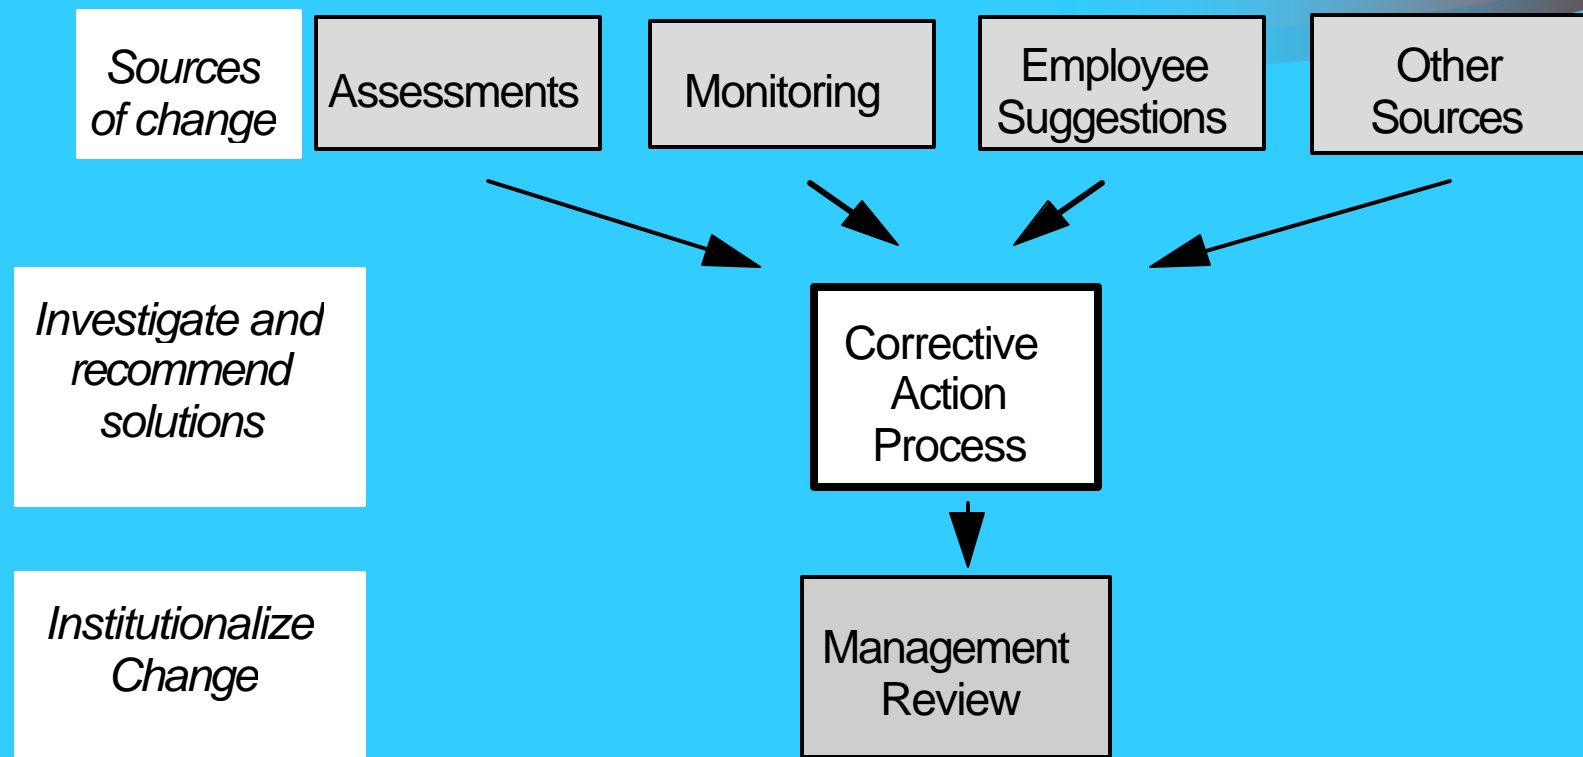 Sources
of change
Assessments
Monitoring
Employee
Suggestions
Other
Sources
Investigate and
recommend
solutions
Corrective
Action
Process
Institutionalize
Change
Management
Review